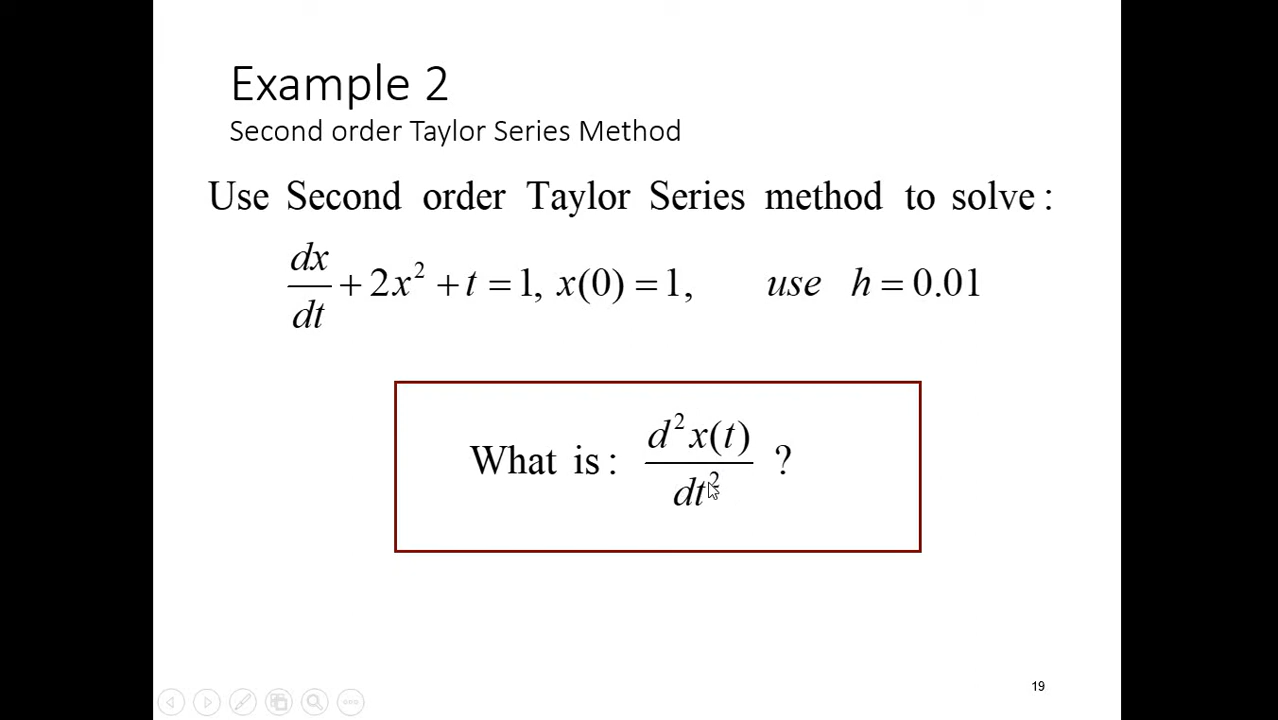 Example 2
Second order Taylor Series Method
Use Second order Taylor Series method to solve :
dx/dt + 2x² + t = 1, x(0) = 1, use h = 0.01
What is : d²x(t)/dt² ?
19